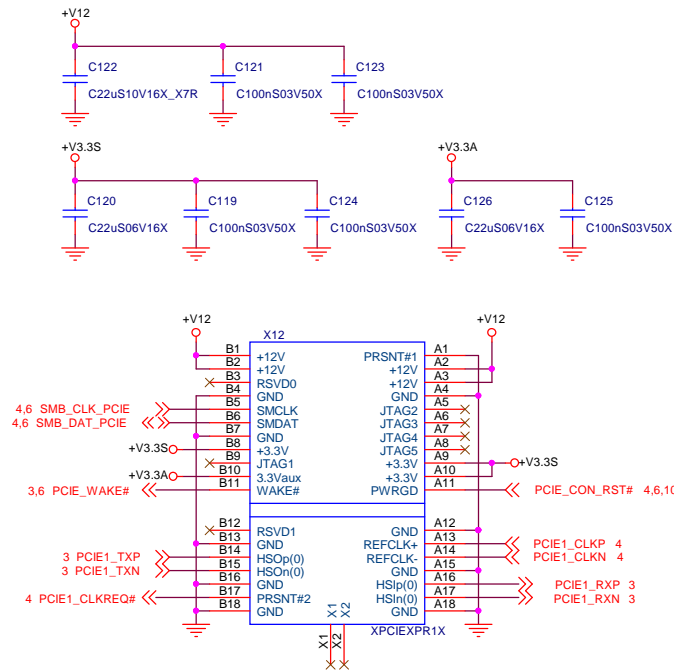 +V12
C122 C121 C123
C22uS10V16X_X7R C100nS03V50X C100nS03V50X
+V3.3S +V3.3A
C120 C119 C124 C126 C125
C22uS06V16X C100nS03V50X C100nS03V50X C22uS06V16X C100nS03V50X
+V12 +V12
X12
B1 +12V PRSNT#1 A1
B2 +12V +12V A2
B3 RSVD0 +12V A3
B4 GND GND A4
4,6 SMB_CLK_PCIE B5 SMCLK JTAG2 A5
4,6 SMB_DAT_PCIE B6 SMDAT JTAG3 A6
B7 GND JTAG4 A7
+V3.3S B8 +3.3V JTAG5 A8
B9 JTAG1 +3.3V A9 +V3.3S
+V3.3A B10 3.3Vaux +3.3V A10
3,6 PCIE_WAKE# B11 WAKE# PWRGD A11 PCIE_CON_RST# 4,6,10
B12 RSVD1 GND A12
B13 GND REFCLK+ A13 PCIE1_CLKP 4
3 PCIE1_TXP B14 HSOp(0) REFCLK- A14 PCIE1_CLKN 4
3 PCIE1_TXN B15 HSOn(0) GND A15
B16 GND HSIp(0) A16 PCIE1_RXP 3
4 PCIE1_CLKREQ# B17 PRSNT#2 HSIn(0) A17 PCIE1_RXN 3
B18 GND GND A18
X1 X2
XPCIEXPR1X
X1 X2